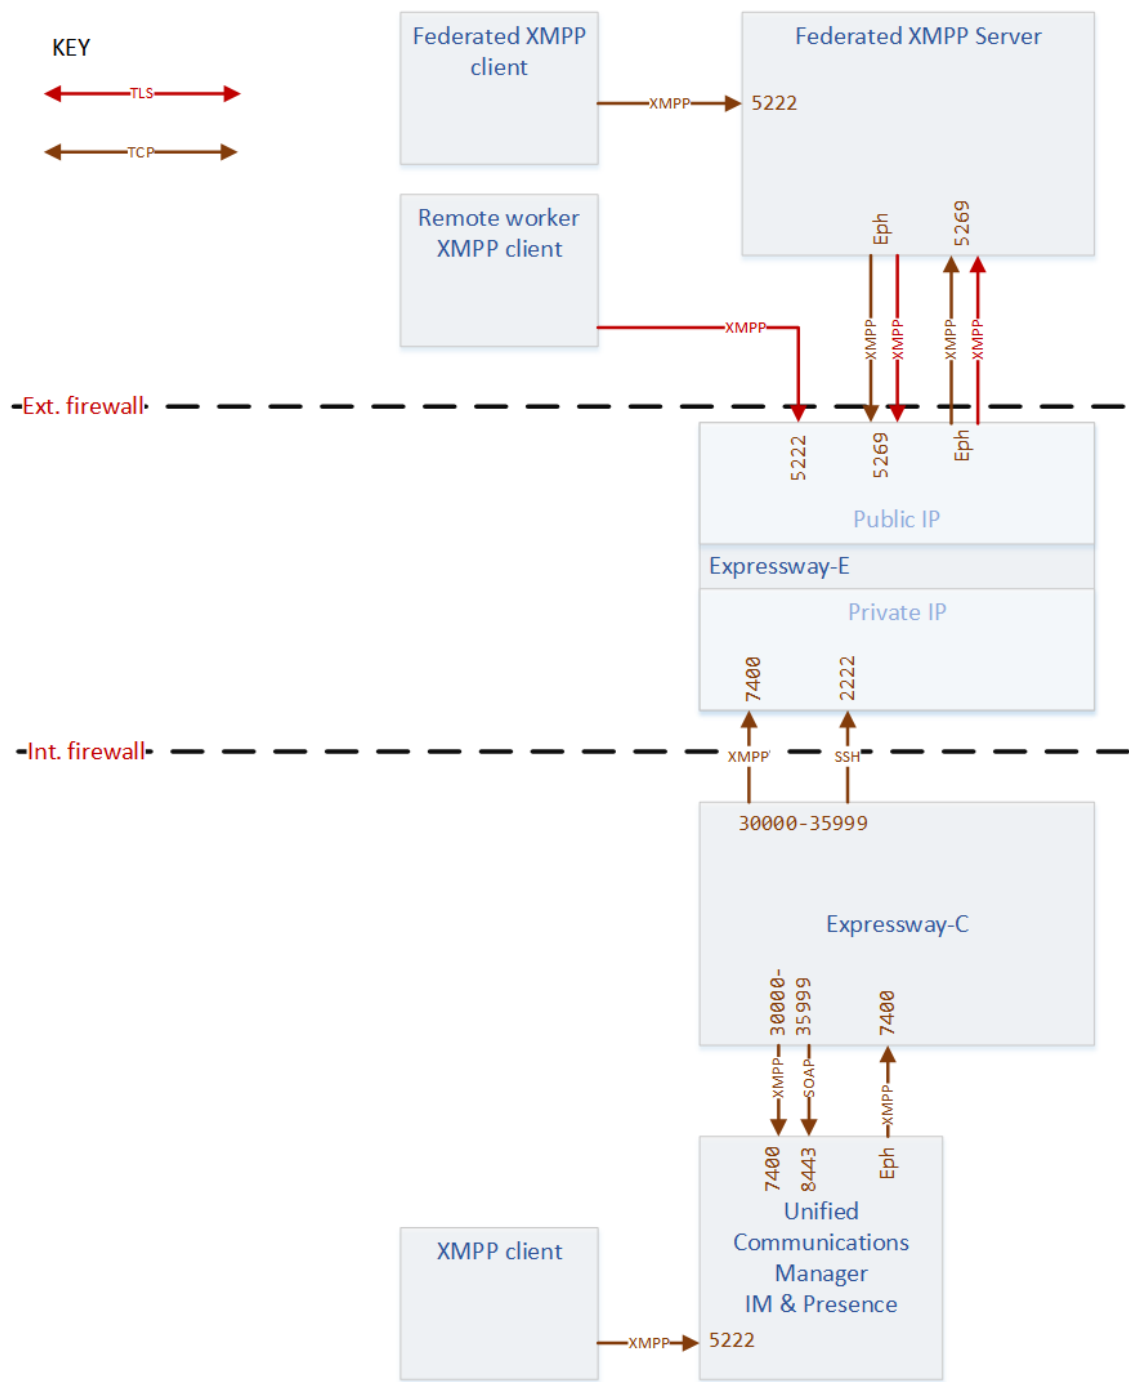 KEY
TLS
TCP
Federated XMPP
client
XMPP
Federated XMPP Server
5222
Eph
5269
Remote worker
XMPP client
XMPP
XMPP
XMPP
XMPP
XMPP
Ext. firewall
5222
5269
Eph
Public IP
Expressway-E
Private IP
7400
2222
Int. firewall
XMPP
SSH
30000-35999
Expressway-C
30000-
35999
7400
XMPP
SOAP
XMPP
7400
8443
Eph
Unified
Communications
Manager
IM & Presence
XMPP client
XMPP
5222